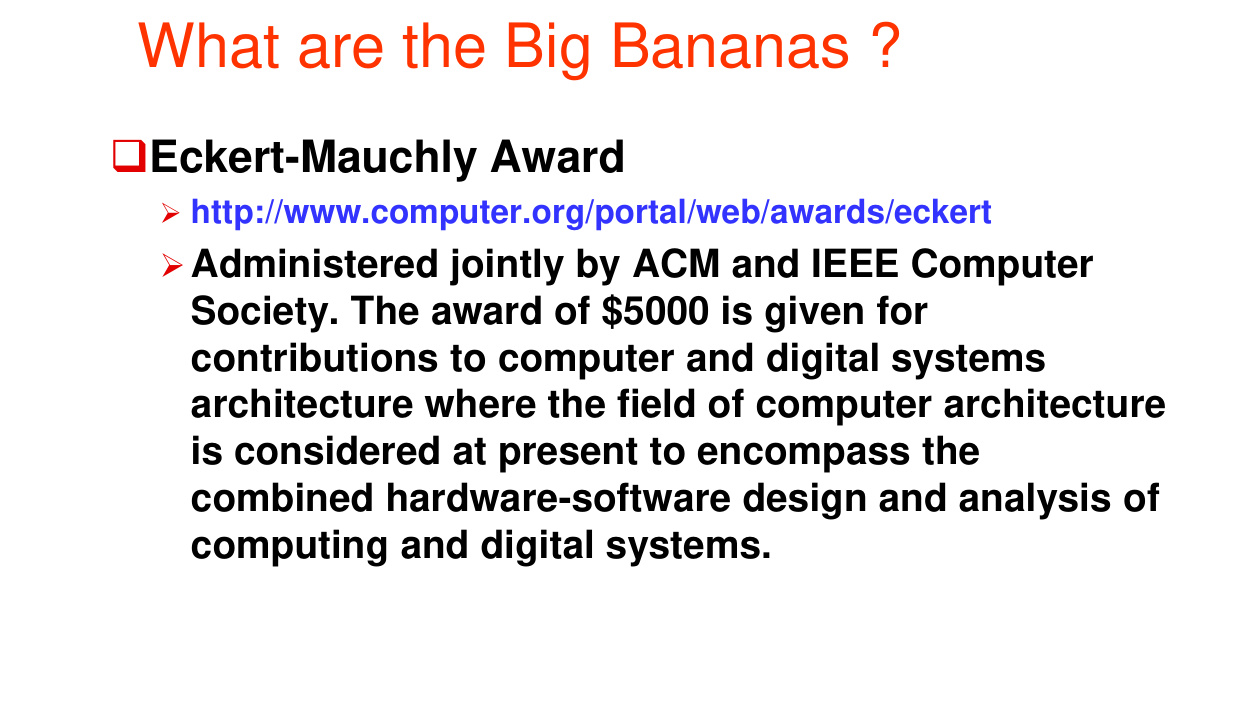 What are the Big Bananas ?
Eckert-Mauchly Award
http://www.computer.org/portal/web/awards/eckert
Administered jointly by ACM and IEEE Computer
Society. The award of $5000 is given for
contributions to computer and digital systems
architecture where the field of computer architecture
is considered at present to encompass the
combined hardware-software design and analysis of
computing and digital systems.